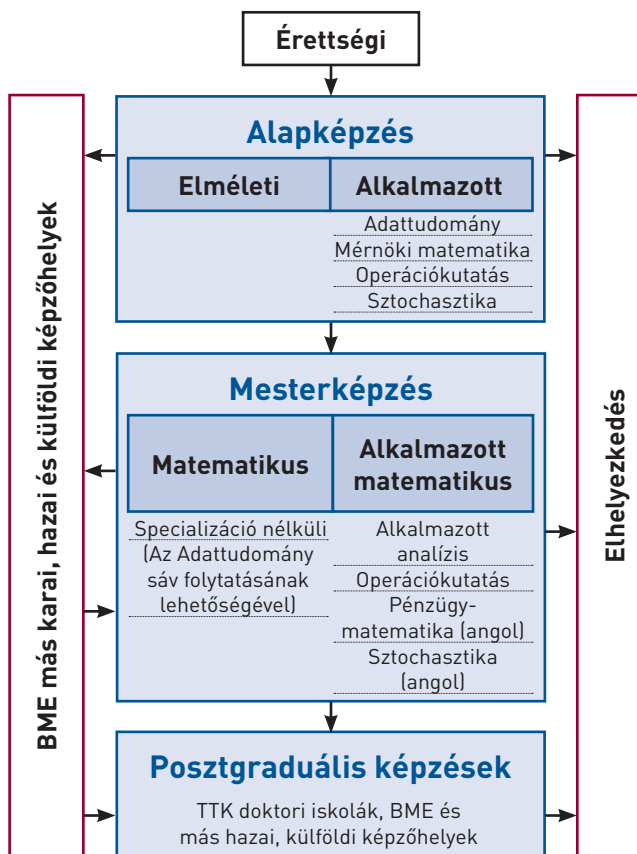 Érettségi
Alapképzés
Elméleti
Alkalmazott
Adattudomány
Mérnöki matematika
Operációkutatás
Sztochasztika
Mesterképzés
Matematikus
Alkalmazott
matematikus
Specializáció nélküli
(Az Adattudomány
sáv folytatásának
lehetőségével)
Alkalmazott
analízis
Operációkutatás
Pénzügy-
matematika (angol)
Sztochasztika
(angol)
Posztgraduális képzések
TTK doktori iskolák, BME és
más hazai, külföldi képzőhelyek
BME más karai, hazai és külföldi képzőhelyek
Elhelyezkedés